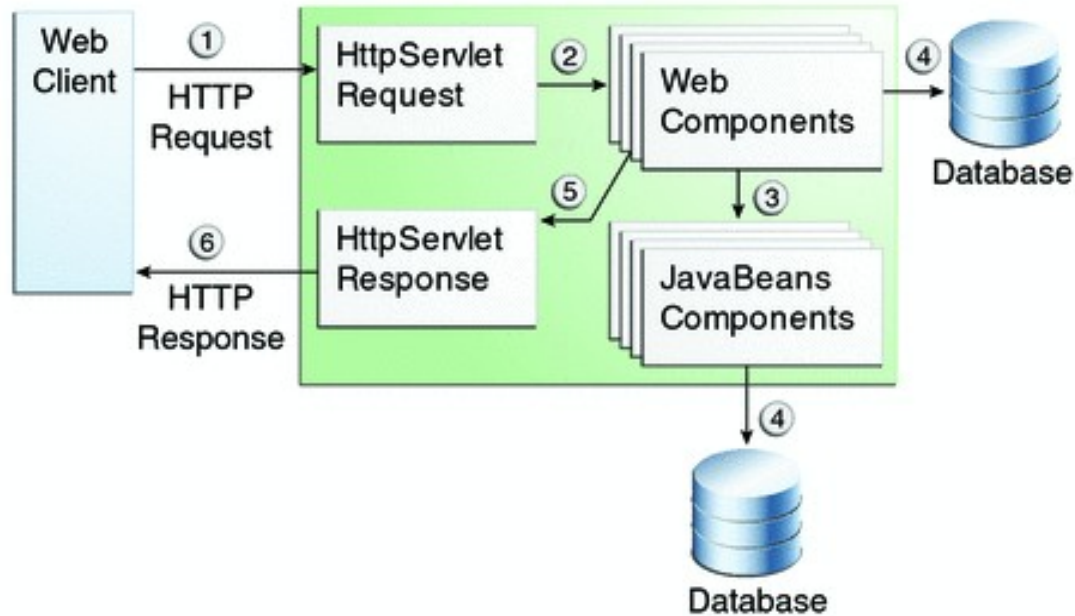 Web
Client
1
HTTP
Request
HttpServlet
Request
2
Web
Components
4
Database
3
JavaBeans
Components
4
Database
5
HttpServlet
Response
6
HTTP
Response